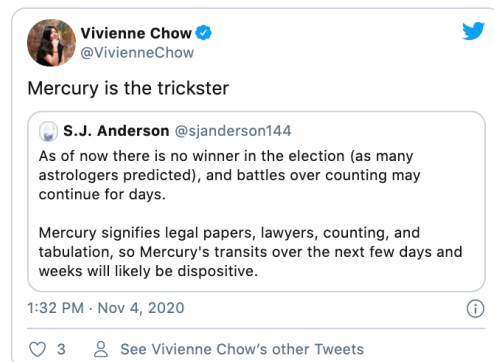 Vivienne Chow
@VivienneChow
Mercury is the trickster
S.J. Anderson @sjanderson144
As of now there is no winner in the election (as many
astrologers predicted), and battles over counting may
continue for days.
Mercury signifies legal papers, lawyers, counting, and
tabulation, so Mercury's transits over the next few days and
weeks will likely be dispositive.
1:32 PM · Nov 4, 2020
3 See Vivienne Chow’s other Tweets